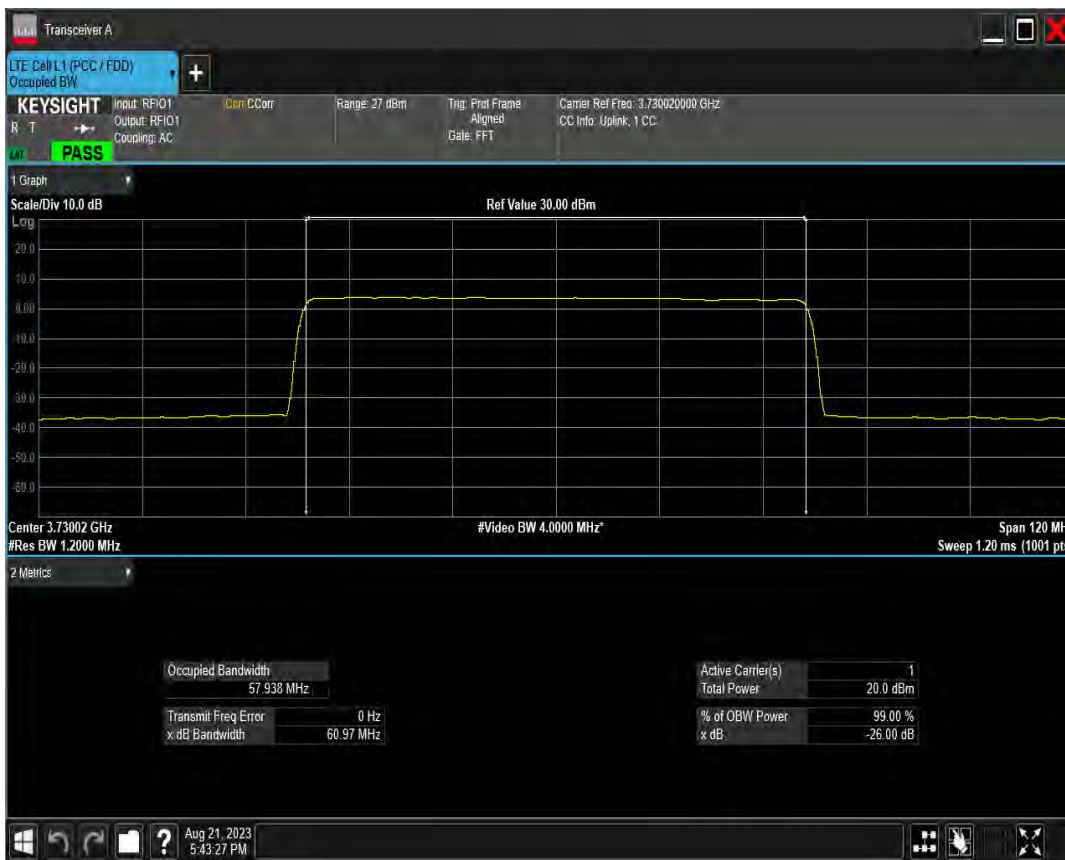 Transceiver A
LTE Cell L1 (PCC / FDD)
Occupied BW
+
KEYSIGHT
R T
PASS
Input: RFIO1
Output: RFIO1
Coupling: AC
Corr CCorr
Range: 27 dBm
Trig: Prot Frame
Aligned
Gate: FFT
Carrier Ref Freq: 3.730020000 GHz
CC Info: Uplink, 1 CC
1 Graph
Scale/Div 10.0 dB
Ref Value 30.00 dBm
Log
20.0
10.0
0.00
-10.0
-20.0
-30.0
-40.0
-50.0
-60.0
Center 3.73002 GHz
#Video BW 4.0000 MHz*
Span 120 MH
#Res BW 1.2000 MHz
Sweep 1.20 ms (1001 pts
2 Metrics
Occupied Bandwidth
57.938 MHz
Transmit Freq Error 0 Hz
x dB Bandwidth 60.97 MHz
Active Carrier(s) 1
Total Power 20.0 dBm
% of OBW Power 99.00 %
x dB -26.00 dB
?
Aug 21, 2023
5:43:27 PM